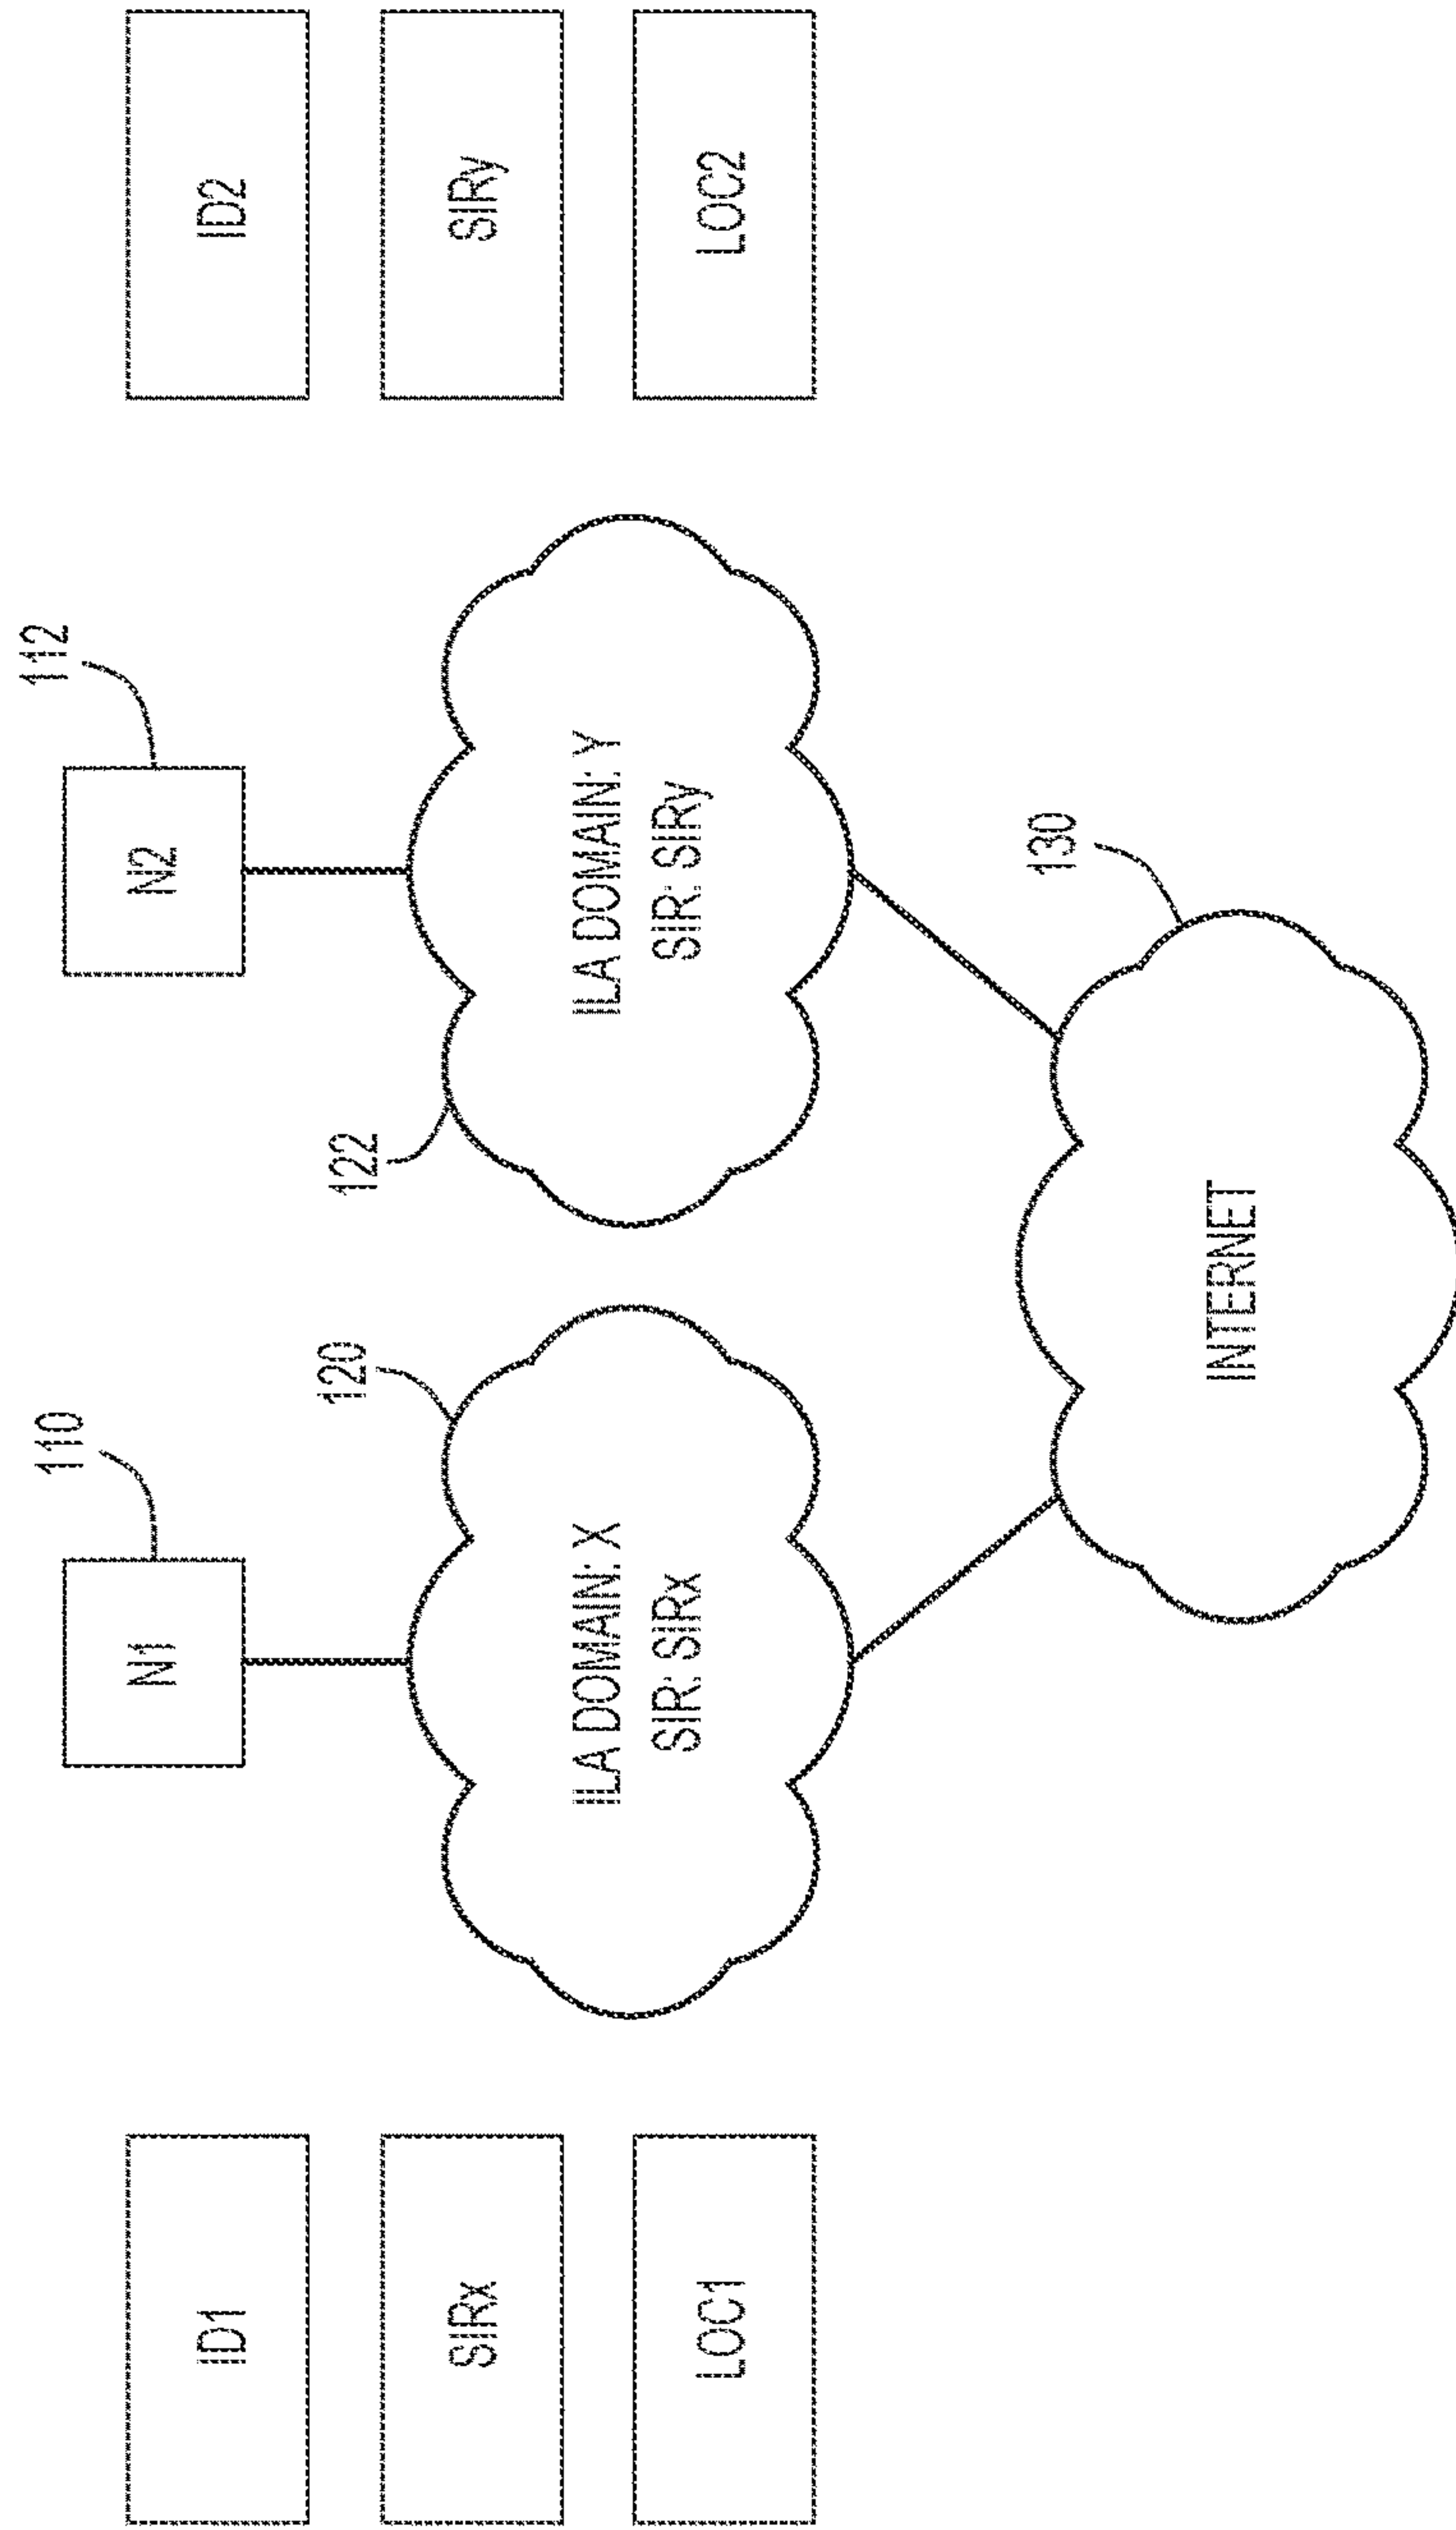 110
112
ID1
N1
N2
ID2
120
122
SIRx
ILA DOMAIN: X
SIR: SIRx
ILA DOMAIN: Y
SIR: SIRy
SIRy
LOC1
LOC2
130
INTERNET